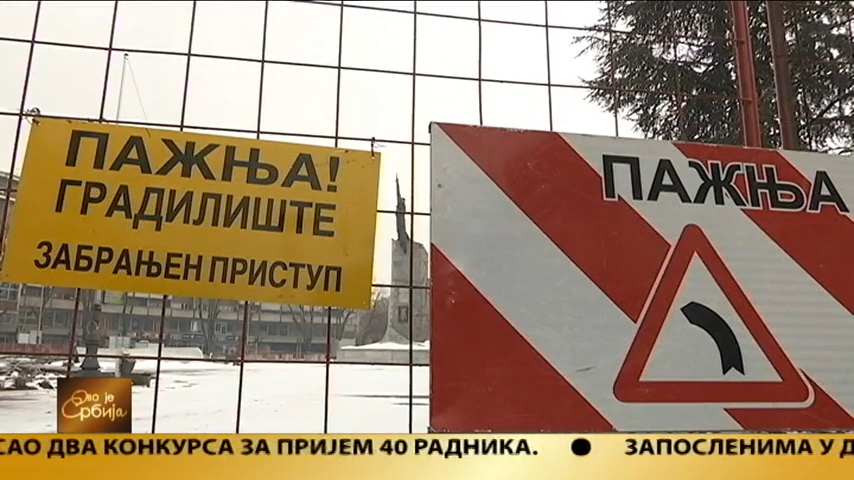 ПАЖЊА!
ГРАДИЛИШТЕ
ЗАБРАЊЕН ПРИСТУП
ПАЖЊА
Ово је
Србија
САО ДВА КОНКУРСА ЗА ПРИЈЕМ 40 РАДНИКА. ● ЗАПОСЛЕНИМА У Д